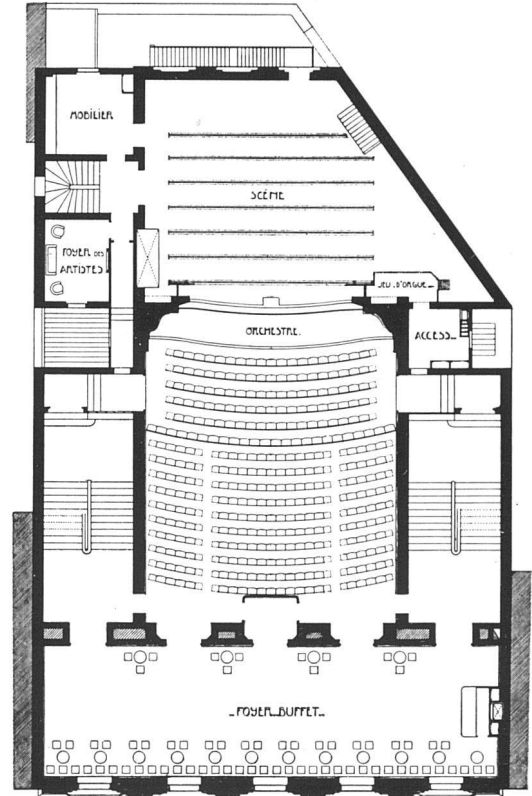 MOBILIER
SCÈNE
FOYER DES
ARTISTES
JEU D'ORGUE
ORCHESTRE.
ACCESS
FOYER BUFFET